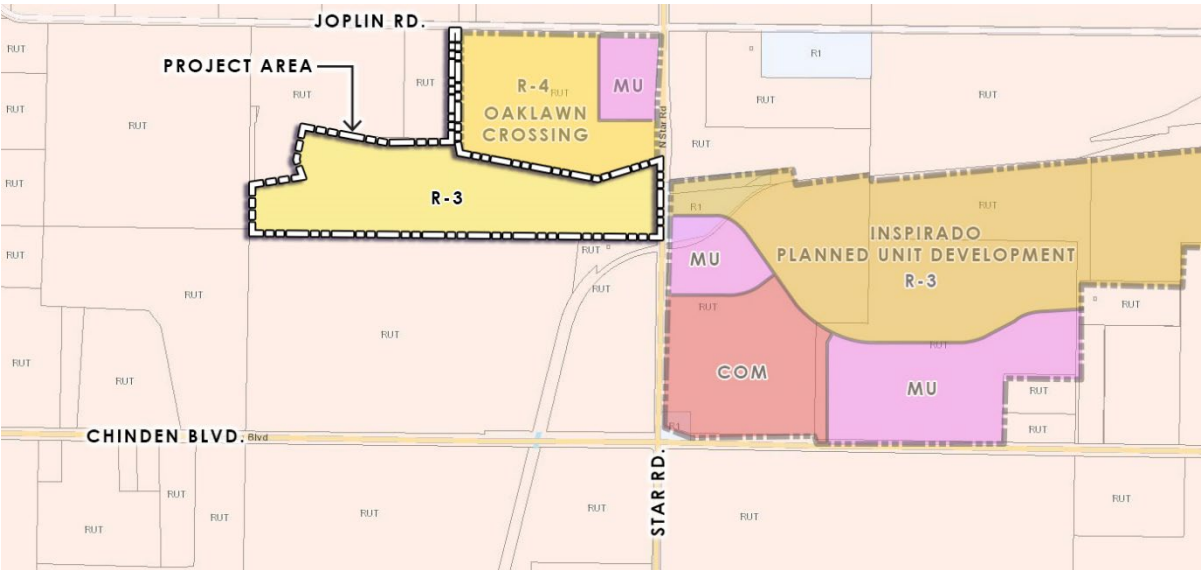 JOPLIN RD.
RUT
PROJECT AREA
RUT
RUT
R-4
RUT
OAKLAWN
CROSSING
MU
R1
RUT
RUT
RUT
RUT
N Star Rd
RUT
RUT
R-3
R1
RUT
INSPIRADO
PLANNED UNIT DEVELOPMENT
R-3
RUT
RUT
MU
RUT
RUT
RUT
RUT
RUT
RUT
RUT
RUT
COM
MU
RUT
R1
RUT
CHINDEN BLVD.
Blvd
STAR RD.
RUT
RUT
RUT
RUT
RUT
RUT
RUT